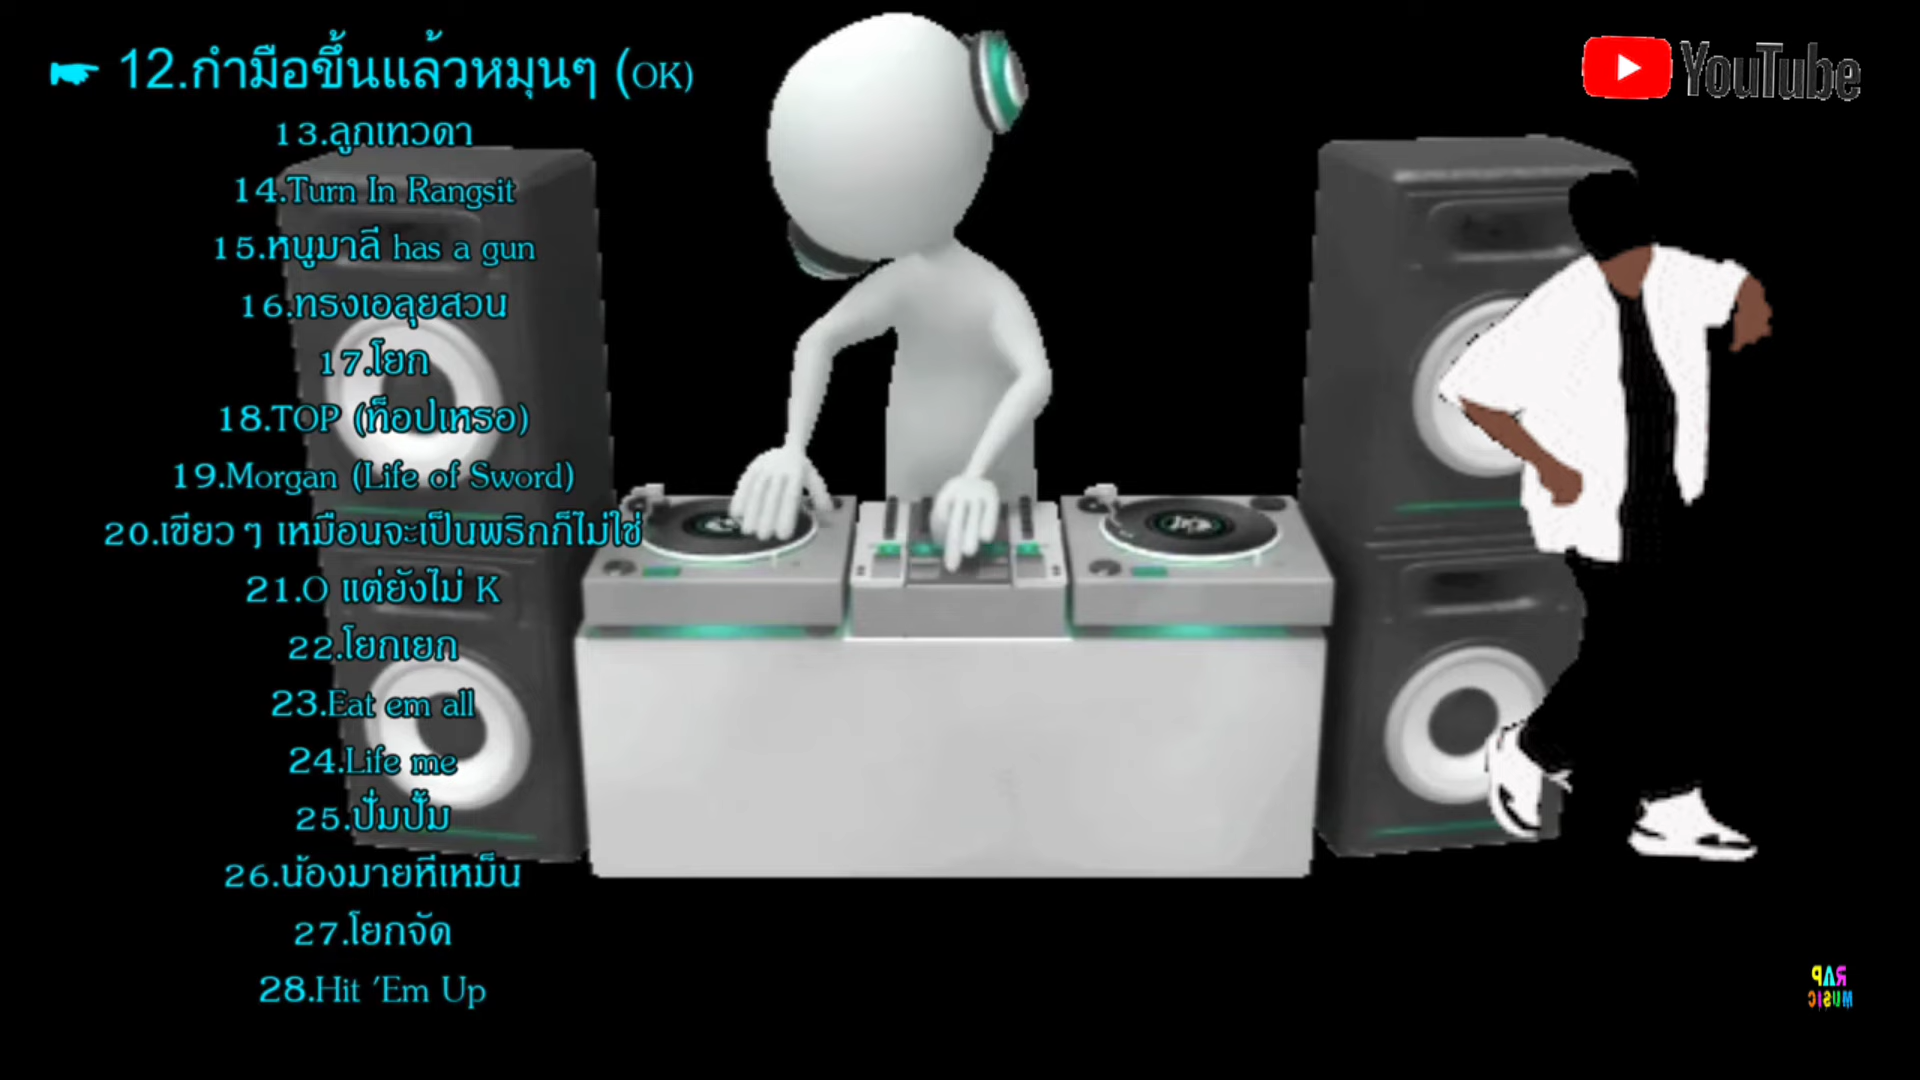 ☛ 12.กำมือขึ้นแล้วหมุนๆ (OK)
13.ลูกเทวดา
14.Turn In Rangsit
15.หนูมาลี has a gun
16.ทรงเอลุยสวน
17.โยก
18.TOP (ท็อปเหรอ)
19.Morgan (Life of Sword)
20.เขียวๆ เหมือนจะเป็นพริกก็ไม่ใช่
21.O แต่ยังไม่ K
22.โยกเยก
23.Eat em all
24.Life me
25.ปั่มปั้ม
26.น้องมายหีเหม็น
27.โยกจัด
28.Hit 'Em Up
YouTube
RAP
MUSIC